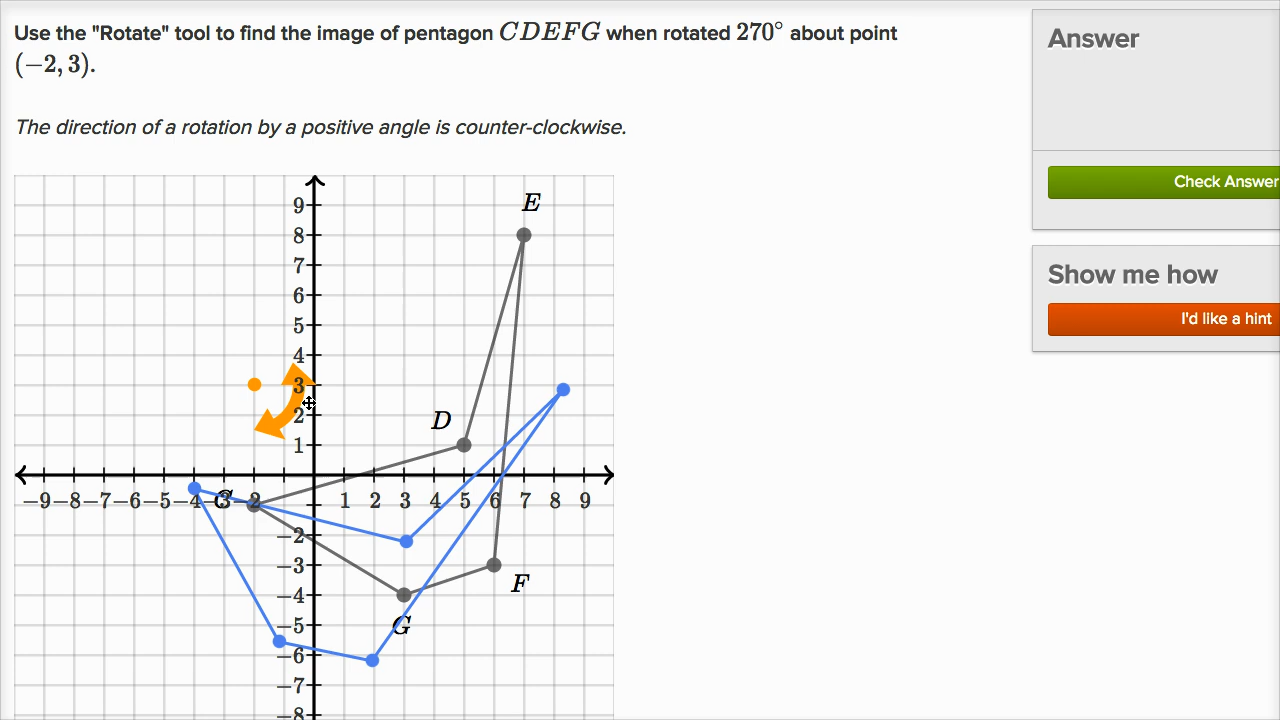 Use the "Rotate" tool to find the image of pentagon CDEFG when rotated 270° about point
(−2, 3).
The direction of a rotation by a positive angle is counter-clockwise.
Answer
Check Answer
Show me how
I'd like a hint
E
9
8
7
6
5
4
3
2
D
1
−9 −8 −7 −6 −5 −4 −3 C −2 1 2 3 4 5 6 7 8 9
−2
−3
F
−4
G
−5
−6
−7
−8